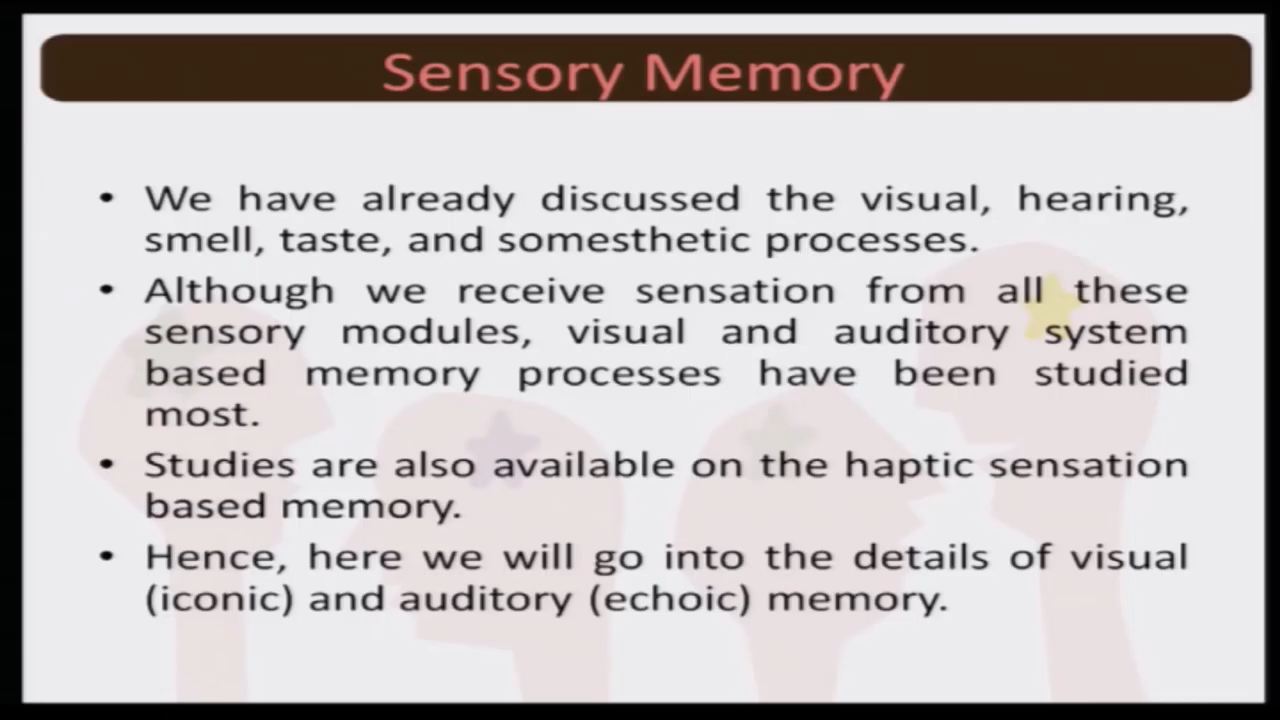 Sensory Memory
• We have already discussed the visual, hearing,
smell, taste, and somesthetic processes.
• Although we receive sensation from all these
sensory modules, visual and auditory system
based memory processes have been studied
most.
• Studies are also available on the haptic sensation
based memory.
• Hence, here we will go into the details of visual
(iconic) and auditory (echoic) memory.